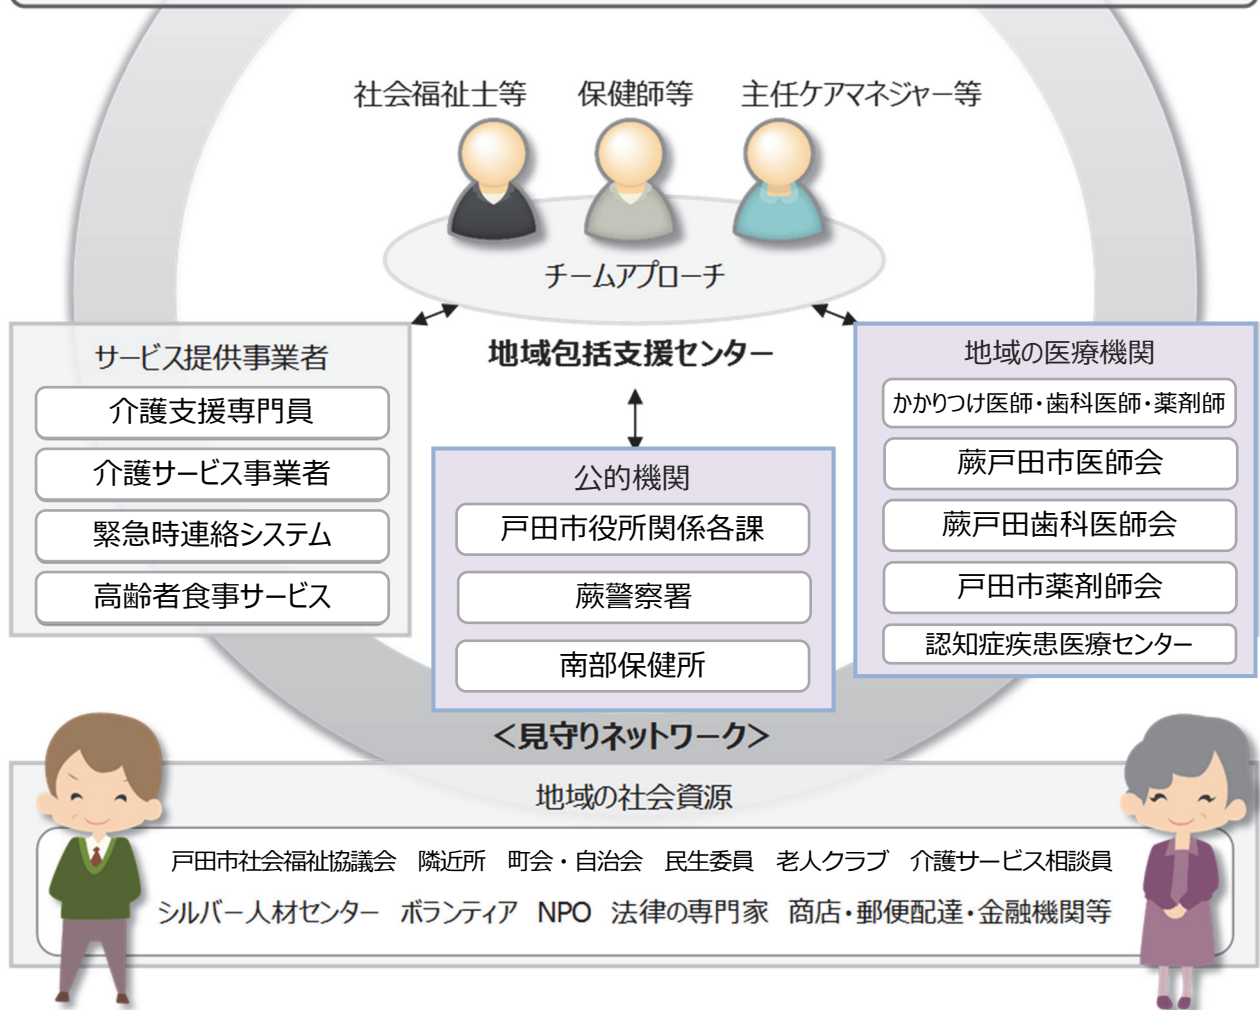 社会福祉士等 保健師等 主任ケアマネジャー等
チームアプローチ
地域包括支援センター
サービス提供事業者
介護支援専門員
介護サービス事業者
緊急時連絡システム
高齢者食事サービス
公的機関
戸田市役所関係各課
蕨警察署
南部保健所
地域の医療機関
かかりつけ医師・歯科医師・薬剤師
蕨戸田市医師会
蕨戸田歯科医師会
戸田市薬剤師会
認知症疾患医療センター
＜見守りネットワーク＞
地域の社会資源
戸田市社会福祉協議会 隣近所 町会・自治会 民生委員 老人クラブ 介護サービス相談員
シルバー人材センター ボランティア NPO 法律の専門家 商店・郵便配達・金融機関等